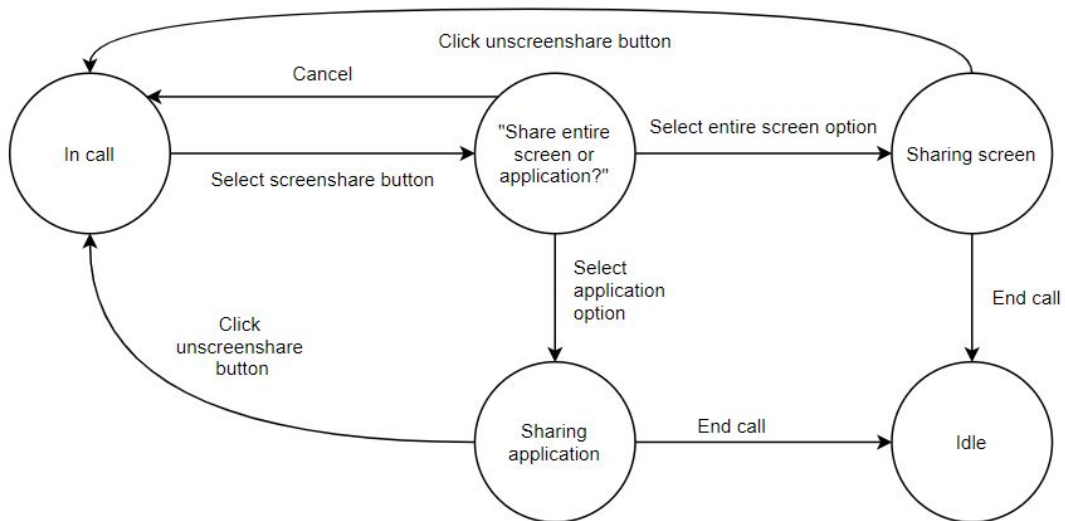 Click unscreenshare button
Cancel
In call
Select screenshare button
"Share entire
screen or
application?"
Select entire screen option
Sharing screen
Select
application
option
End call
Click
unscreenshare
button
Sharing
application
End call
Idle